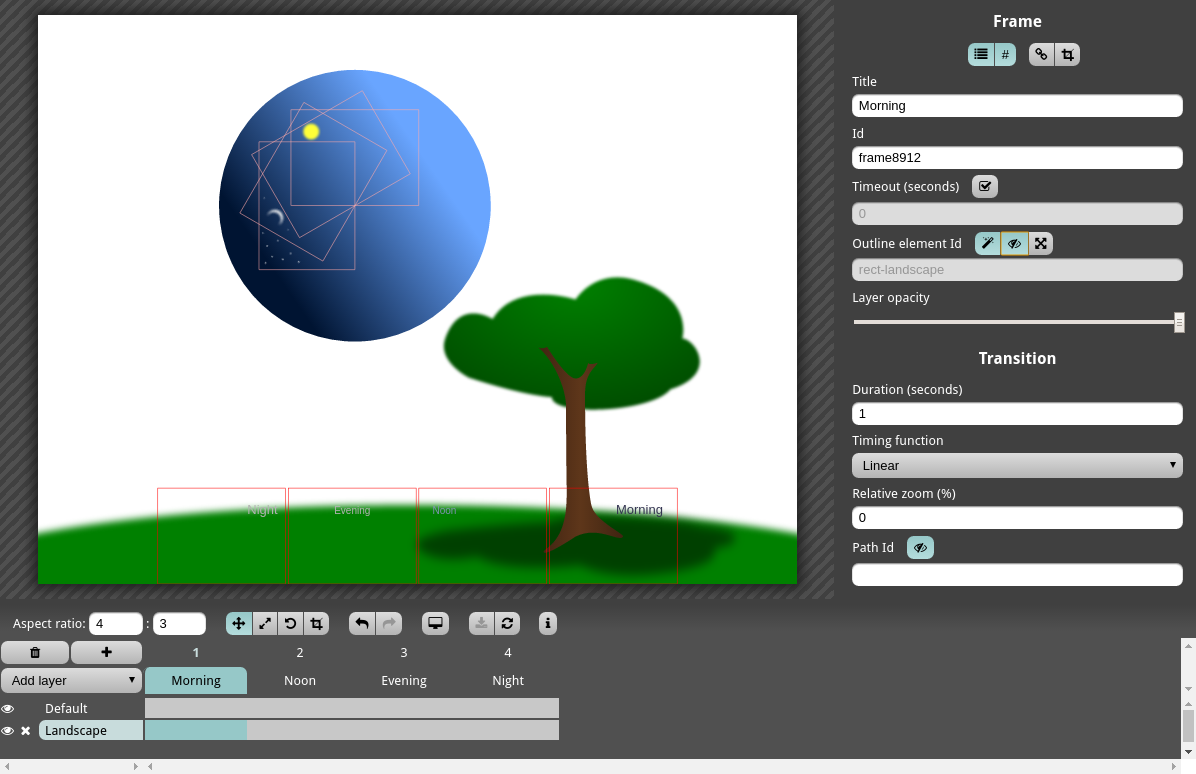 Frame
#
Title
Morning
Id
frame8912
Timeout (seconds)
0
Outline element Id
rect-landscape
Layer opacity
Transition
Duration (seconds)
1
Timing function
Linear
Relative zoom (%)
0
Path Id
Night Evening Noon Morning
Aspect ratio: 4 : 3
1 2 3 4
Add layer Morning Noon Evening Night
Default
Landscape